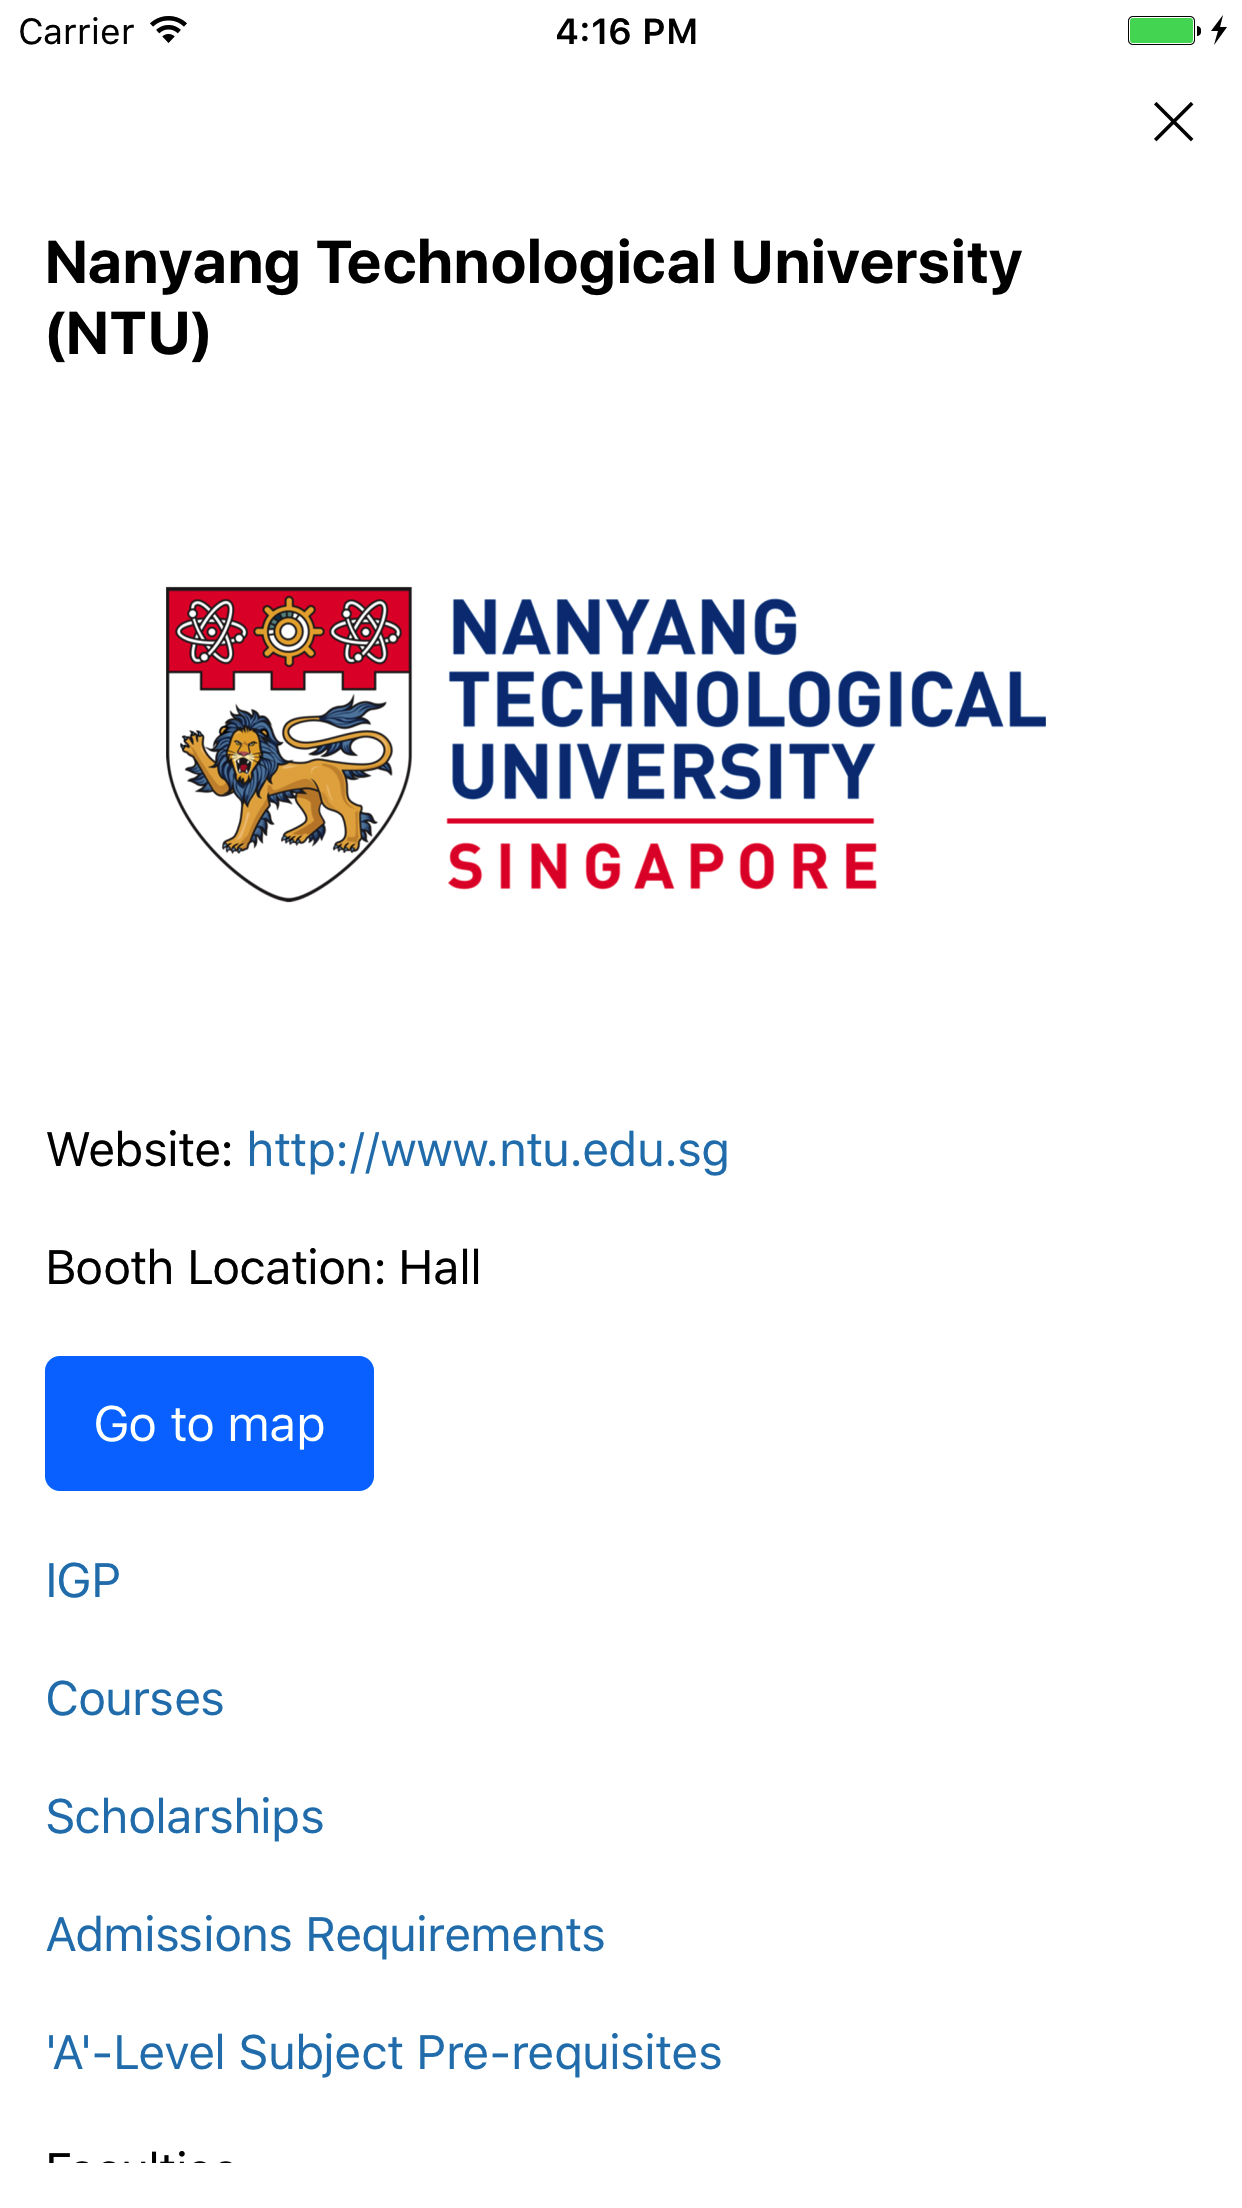 Carrier
4:16 PM
Nanyang Technological University
(NTU)
NANYANG
TECHNOLOGICAL
UNIVERSITY
SINGAPORE
Website: http://www.ntu.edu.sg
Booth Location: Hall
Go to map
IGP
Courses
Scholarships
Admissions Requirements
'A'-Level Subject Pre-requisites
Faculties